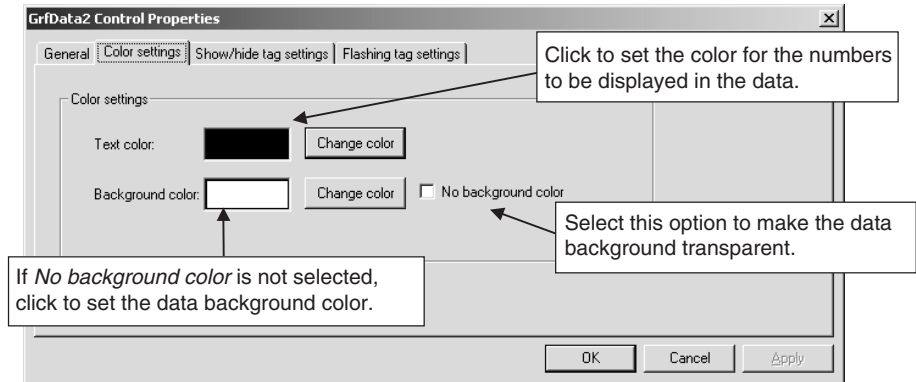 GrfData2 Control Properties
General
Color settings
Show/hide tag settings
Flashing tag settings
Click to set the color for the numbers
to be displayed in the data.
Color settings
Text color:
Change color
Background color:
Change color
No background color
Select this option to make the data
background transparent.
If No background color is not selected,
click to set the data background color.
OK
Cancel
Apply